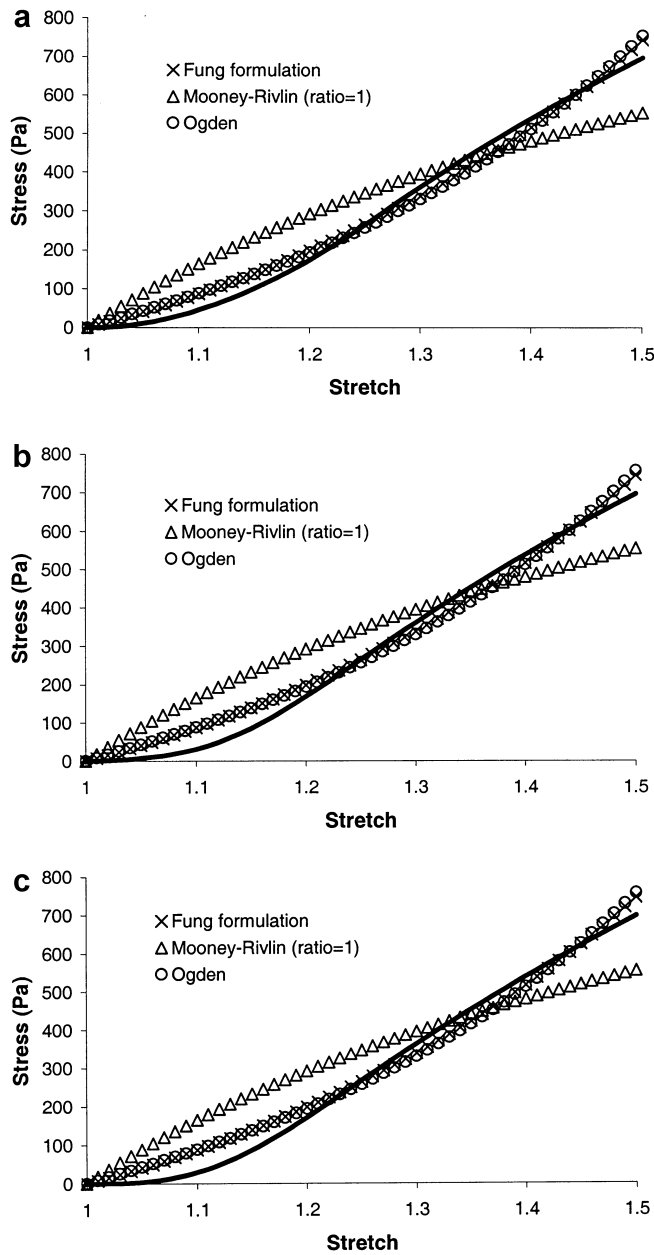 a
800
700
600
500
400
300
200
100
0
Stress (Pa)
Fung formulation
Mooney-Rivlin (ratio=1)
Ogden
1 1.1 1.2 1.3 1.4 1.5
Stretch
b
800
700
600
500
400
300
200
100
0
Stress (Pa)
Fung formulation
Mooney-Rivlin (ratio=1)
Ogden
1 1.1 1.2 1.3 1.4 1.5
Stretch
c
800
700
600
500
400
300
200
100
0
Stress (Pa)
Fung formulation
Mooney-Rivlin (ratio=1)
Ogden
1 1.1 1.2 1.3 1.4 1.5
Stretch